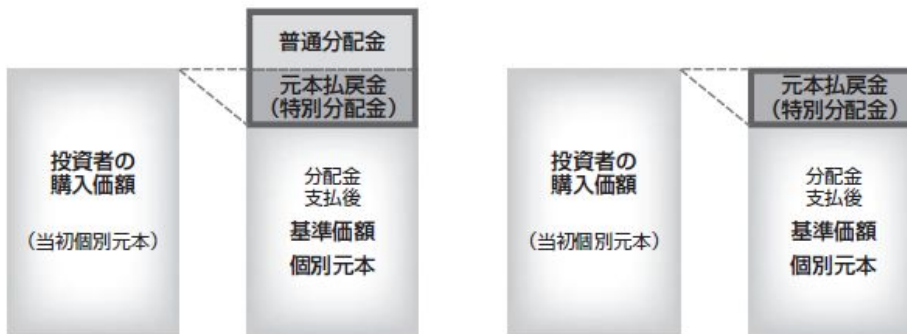 普通分配金
元本払戻金
（特別分配金）
投資者の
購入価額
（当初個別元本）
分配金
支払後
基準価額
個別元本
元本払戻金
（特別分配金）
投資者の
購入価額
（当初個別元本）
分配金
支払後
基準価額
個別元本